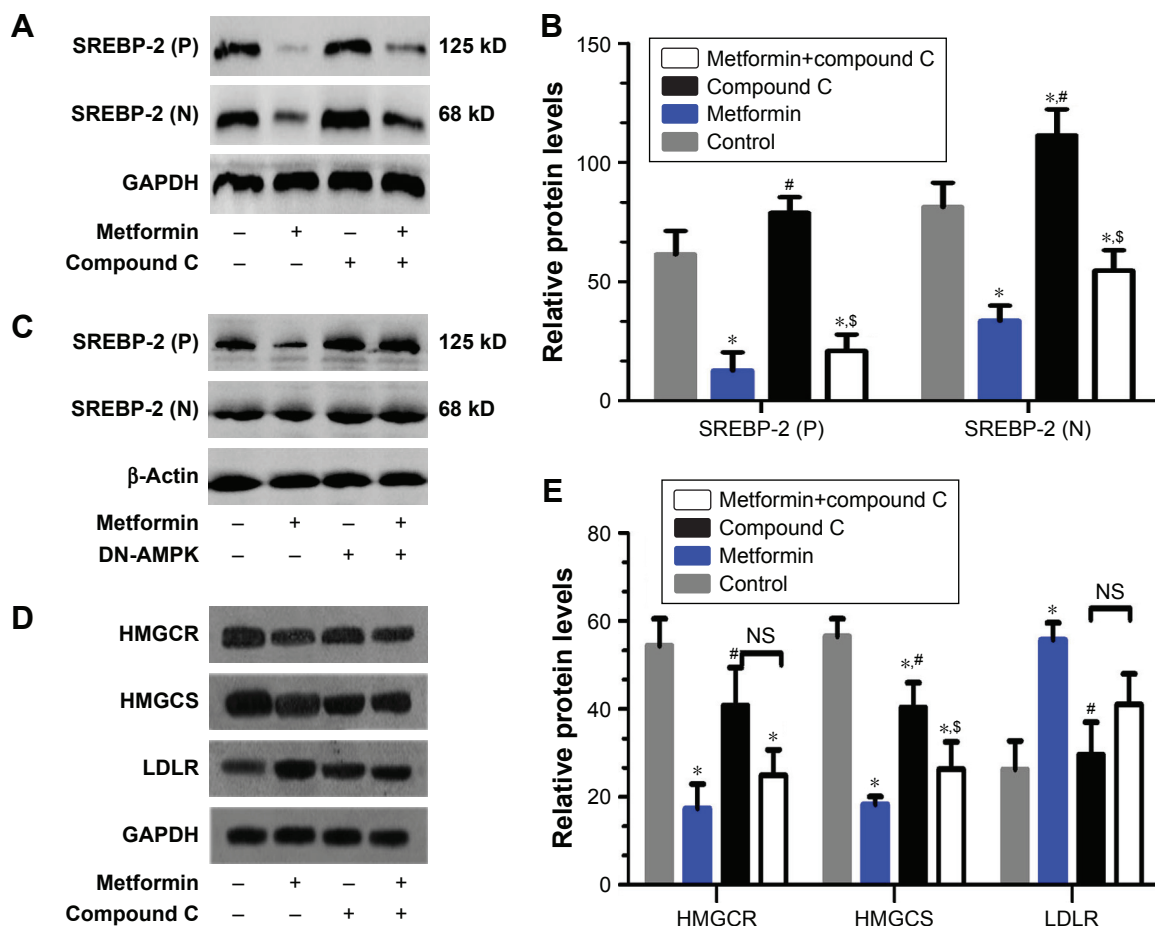 A
SREBP-2 (P) 125 kD
SREBP-2 (N) 68 kD
GAPDH
Metformin – + – +
Compound C – – + +
B
Relative protein levels
150
100
50
0
Metformin+compound C
Compound C
Metformin
Control
*
#
*,$
*
*,#
*,$
SREBP-2 (P) SREBP-2 (N)
C
SREBP-2 (P) 125 kD
SREBP-2 (N) 68 kD
β-Actin
Metformin – + – +
DN-AMPK – – + +
D
HMGCR
HMGCS
LDLR
GAPDH
Metformin – + – +
Compound C – – + +
E
Relative protein levels
80
60
40
20
0
Metformin+compound C
Compound C
Metformin
Control
*
#
NS
*
*
*,#
*,$
*
#
NS
HMGCR HMGCS LDLR